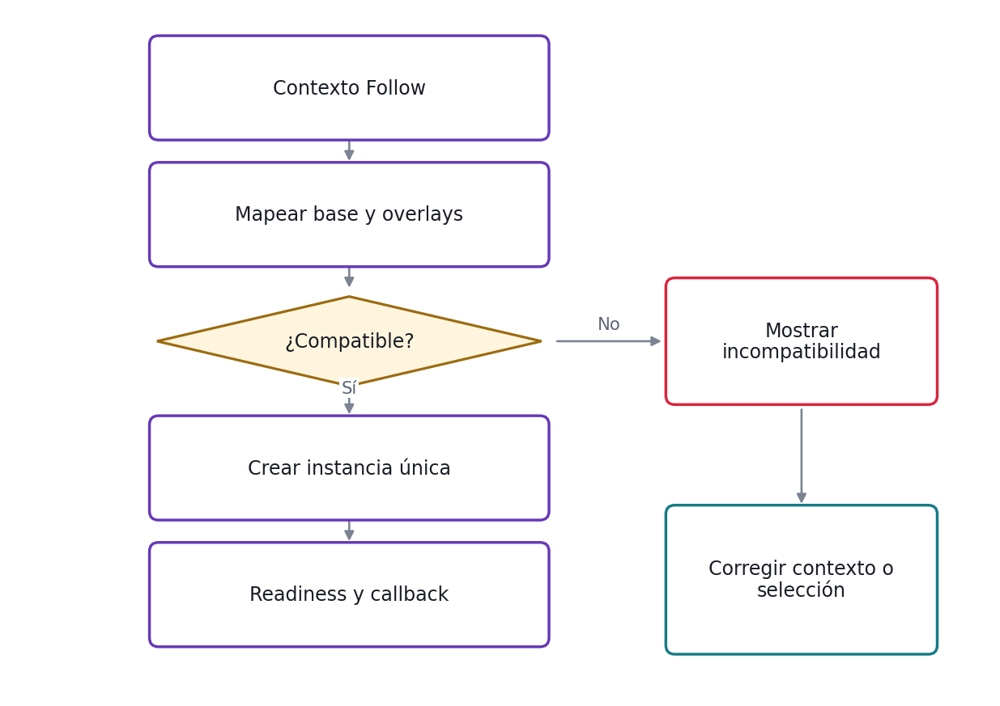 Contexto Follow
Mapear base y overlays
¿Compatible?
No
Mostrar
incompatibilidad
Sí
Crear instancia única
Corregir contexto o
selección
Readiness y callback